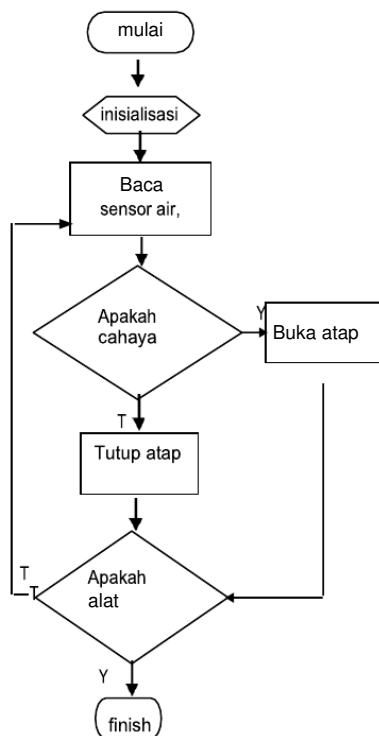 mulai
inisialisasi
Baca
sensor air,
Apakah
cahaya
Y
Buka atap
T
Tutup atap
T
T
Apakah
alat
Y
finish